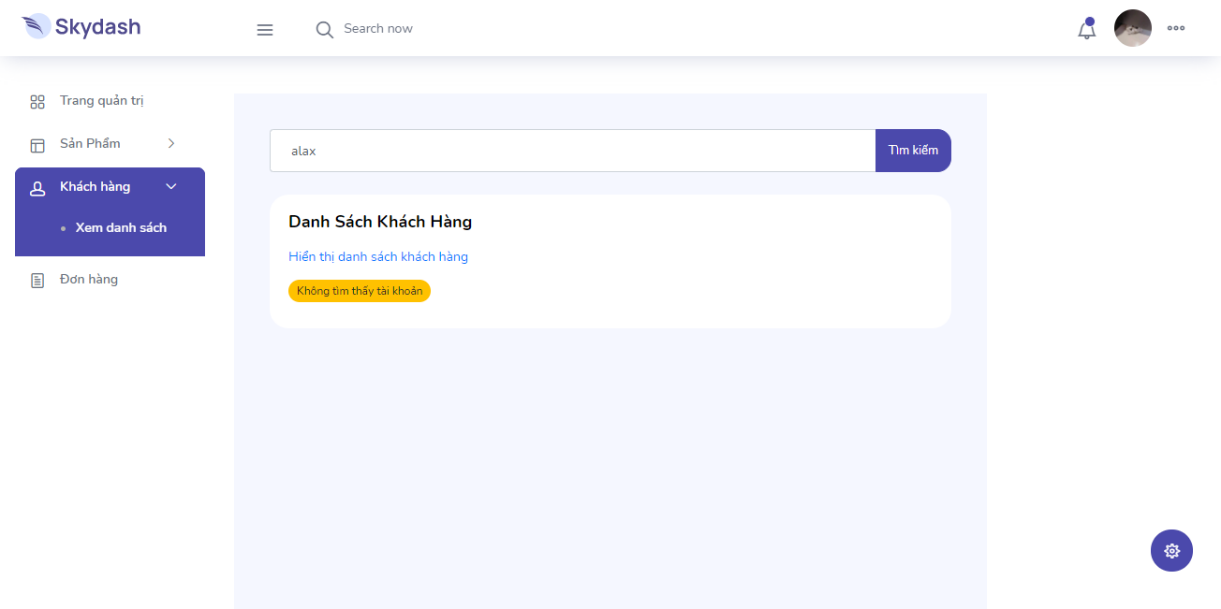 Skydash
Search now
Trang quản trị
Sản Phẩm
Khách hàng
Xem danh sách
Đơn hàng
alax
Tìm kiếm
Danh Sách Khách Hàng
Hiển thị danh sách khách hàng
Không tìm thấy tài khoản